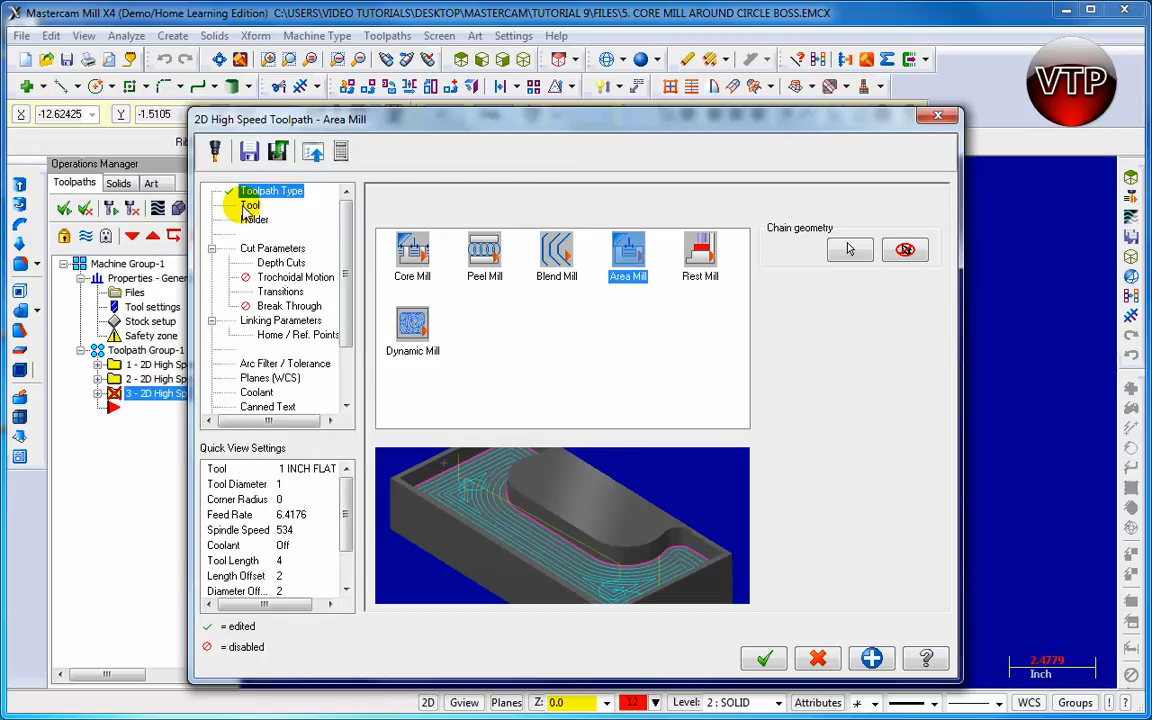 Mastercam Mill X4 (Demo/Home Learning Edition) C:\USERS\VIDEO TUTORIALS\DESKTOP\MASTERCAM\TUTORIAL 9\FILES\5. CORE MILL AROUND CIRCLE BOSS.EMCX
File Edit View Analyze Create Solids Xform Machine Type Toolpaths Screen Art Settings Help
VTP
X -12.62425 Y -1.5105
2D High Speed Toolpath - Area Mill
Operations Manager
Toolpaths Solids Art
Machine Group-1
Properties - Gener
Files
Tool settings
Stock setup
Safety zone
Toolpath Group-1
1 - 2D High Sp
2 - 2D High Sp
3 - 2D High Sp
Toolpath Type
Tool
Holder
Cut Parameters
Depth Cuts
Trochoidal Motion
Transitions
Break Through
Linking Parameters
Home / Ref. Points
Arc Filter / Tolerance
Planes (WCS)
Coolant
Canned Text
Core Mill Peel Mill Blend Mill Area Mill Rest Mill
Dynamic Mill
Chain geometry
Quick View Settings
Tool 1 INCH FLAT
Tool Diameter 1
Corner Radius 0
Feed Rate 6.4176
Spindle Speed 534
Coolant Off
Tool Length 4
Length Offset 2
Diameter Off... 2
= edited
= disabled
2.4779
Inch
2D Gview Planes Z: 0.0 12 Level: 2 : SOLID Attributes WCS Groups ! ?